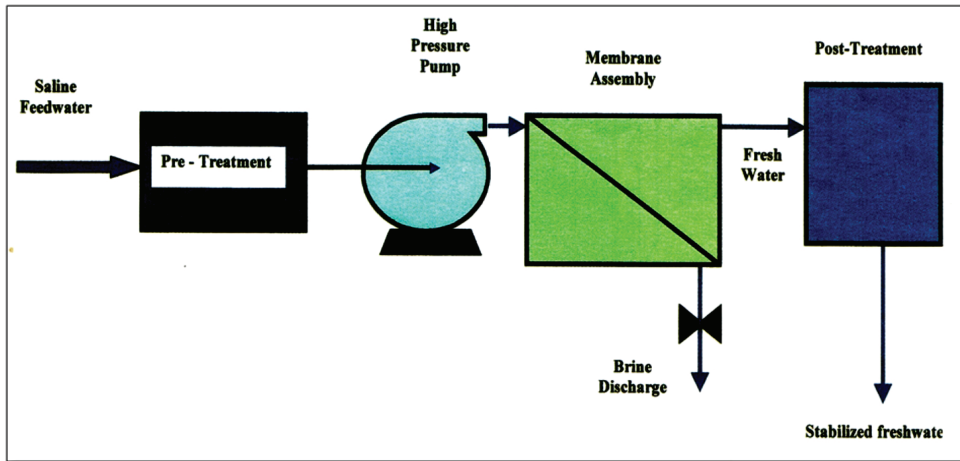 Saline
Feedwater
Pre - Treatment
High
Pressure
Pump
Membrane
Assembly
Fresh
Water
Post-Treatment
Brine
Discharge
Stabilized freshwate